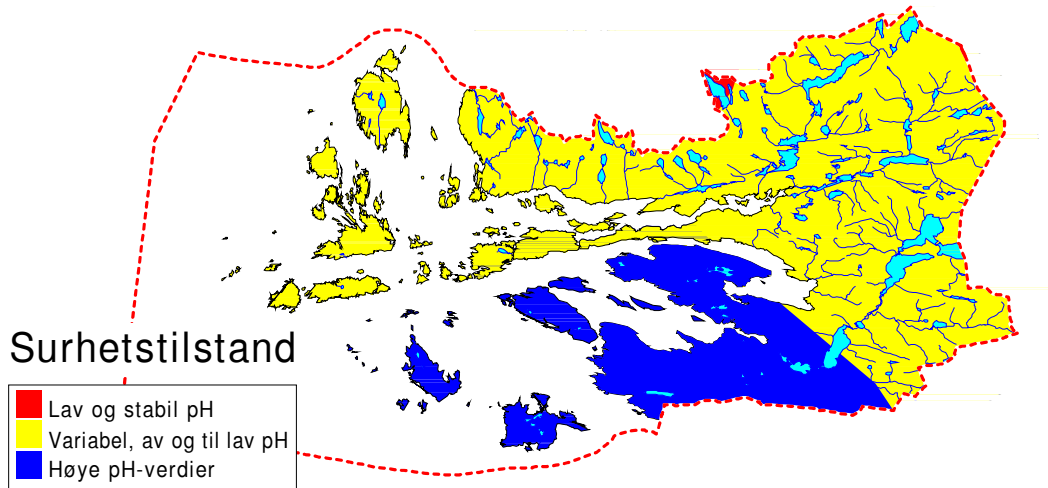 Surhetstilstand
Lav og stabil pH
Variabel, av og til lav pH
Høye pH-verdier